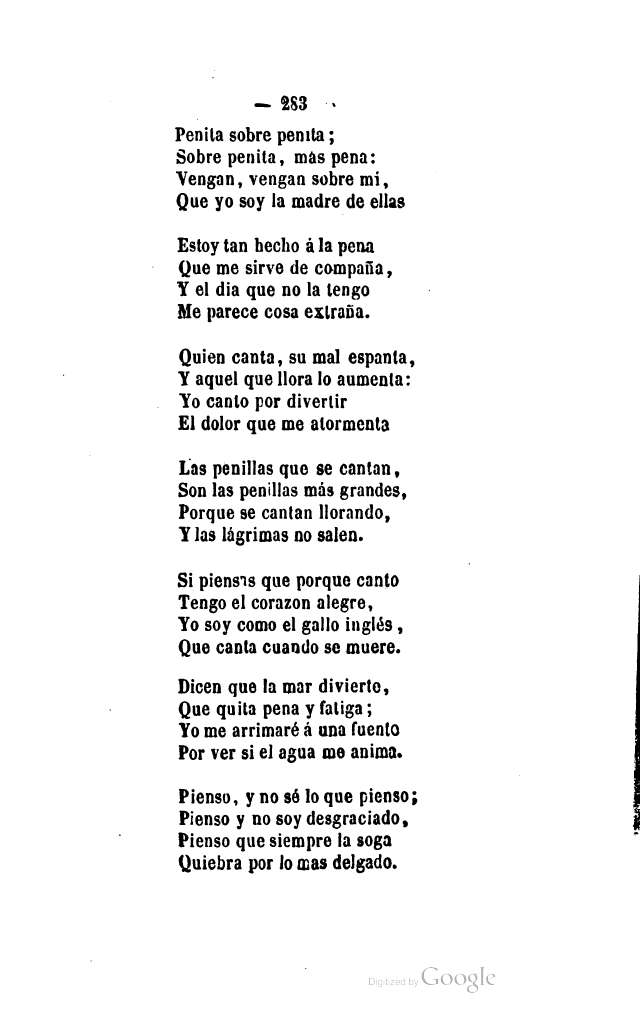 — 283
Penita sobre penita;
Sobre penita, más pena:
Vengan, vengan sobre mi,
Que yo soy la madre de ellas
Estoy tan hecho á la pena
Que me sirve de compaña,
Y el dia que no la tengo
Me parece cosa extraña.
Quien canta, su mal espanta,
Y aquel que llora lo aumenta:
Yo canto por divertir
El dolor que me atormenta
Las penillas que se cantan,
Son las penillas más grandes,
Porque se cantan llorando,
Y las lágrimas no salen.
Si piensas que porque canto
Tengo el corazon alegre,
Yo soy como el gallo inglés,
Que canta cuando se muere.
Dicen que la mar divierte,
Que quita pena y fatiga;
Yo me arrimaré á una fuente
Por ver si el agua me anima.
Pienso, y no sé lo que pienso;
Pienso y no soy desgraciado,
Pienso que siempre la soga
Quiebra por lo mas delgado.
Digitized by Google